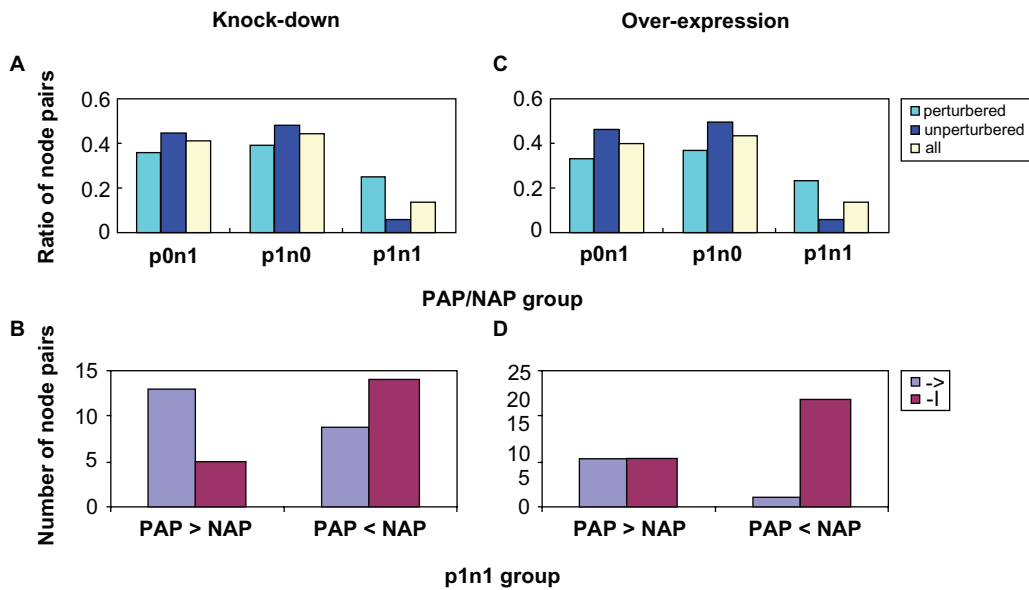 Knock-down
Over-expression
A
C
Ratio of node pairs
0.6
0.4
0.2
0
p0n1
p1n0
p1n1
0.6
0.4
0.2
0
p0n1
p1n0
p1n1
perturbered
unperturbered
all
PAP/NAP group
B
D
Number of node pairs
15
10
5
0
PAP > NAP
PAP < NAP
25
20
15
10
5
0
PAP > NAP
PAP < NAP
->
-|
p1n1 group